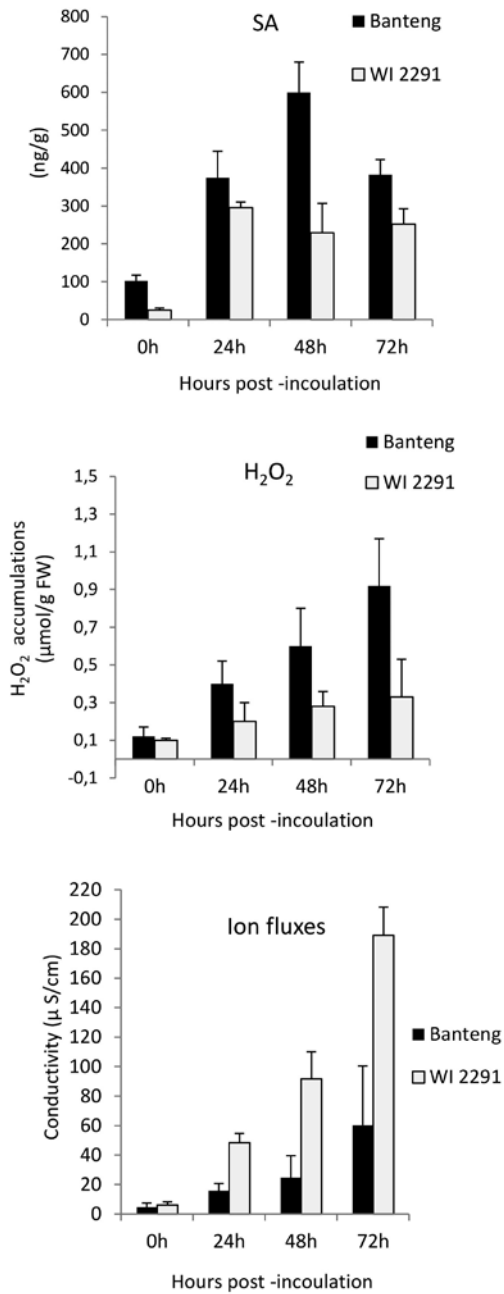 SA
Banteng
WI 2291
(ng/g)
800
700
600
500
400
300
200
100
0
0h 24h 48h 72h
Hours post -incoulation
H₂O₂
Banteng
WI 2291
H₂O₂ accumulations
(µmol/g FW)
1,5
1,3
1,1
0,9
0,7
0,5
0,3
0,1
-0,1
0h 24h 48h 72h
Hours post -incoulation
Ion fluxes
Banteng
WI 2291
Conductivity (µ S/cm)
220
200
180
160
140
120
100
80
60
40
20
0
0h 24h 48h 72h
Hours post -incoulation